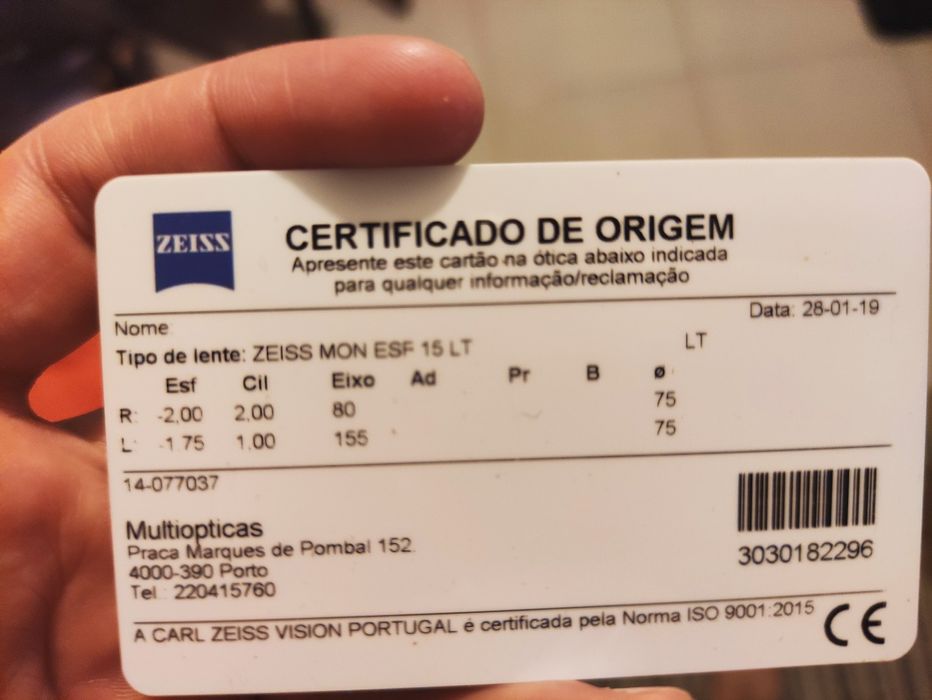 ZEISS
CERTIFICADO DE ORIGEM
Apresente este cartão na ótica abaixo indicada
para qualquer informação/reclamação
Data: 28-01-19
Nome:
Tipo de lente: ZEISS MON ESF 15 LT LT
Esf Cil Eixo Ad Pr B ø
R: -2,00 2,00 80 75
L: -1,75 1,00 155 75
14-077037
Multiopticas
Praca Marques de Pombal 152.
4000-390 Porto
Tel : 220415760
3030182296
A CARL ZEISS VISION PORTUGAL é certificada pela Norma ISO 9001:2015 CE